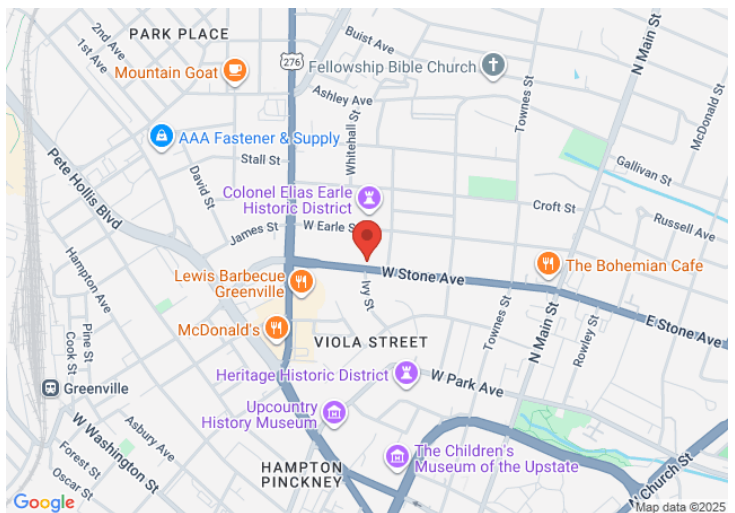 PARK PLACE
2nd Ave
1st Ave
Mountain Goat
276
Buist Ave
Fellowship Bible Church
N Main St
McDonald St
Ashley Ave
Townes St
AAA Fastener & Supply
Whitehall St
Stall St
Gallivan St
Pete Hollis Blvd
David St
Colonel Elias Earle
Historic District
Croft St
Russell Ave
James St
W Earle S
Hampton Ave
Lewis Barbecue
Greenville
W Stone Ave
The Bohemian Cafe
Ivy St
McDonald's
VIOLA STREET
Townes St
N Main St
Rowley St
E Stone Ave
Pine St
Cook St
Greenville
Heritage Historic District
W Park Ave
Upcountry
History Museum
W Washington St
Asbury Ave
Forest St
Oscar St
The Children's
Museum of the Upstate
HAMPTON
PINCKNEY
N Church St
Google
Map data ©2025